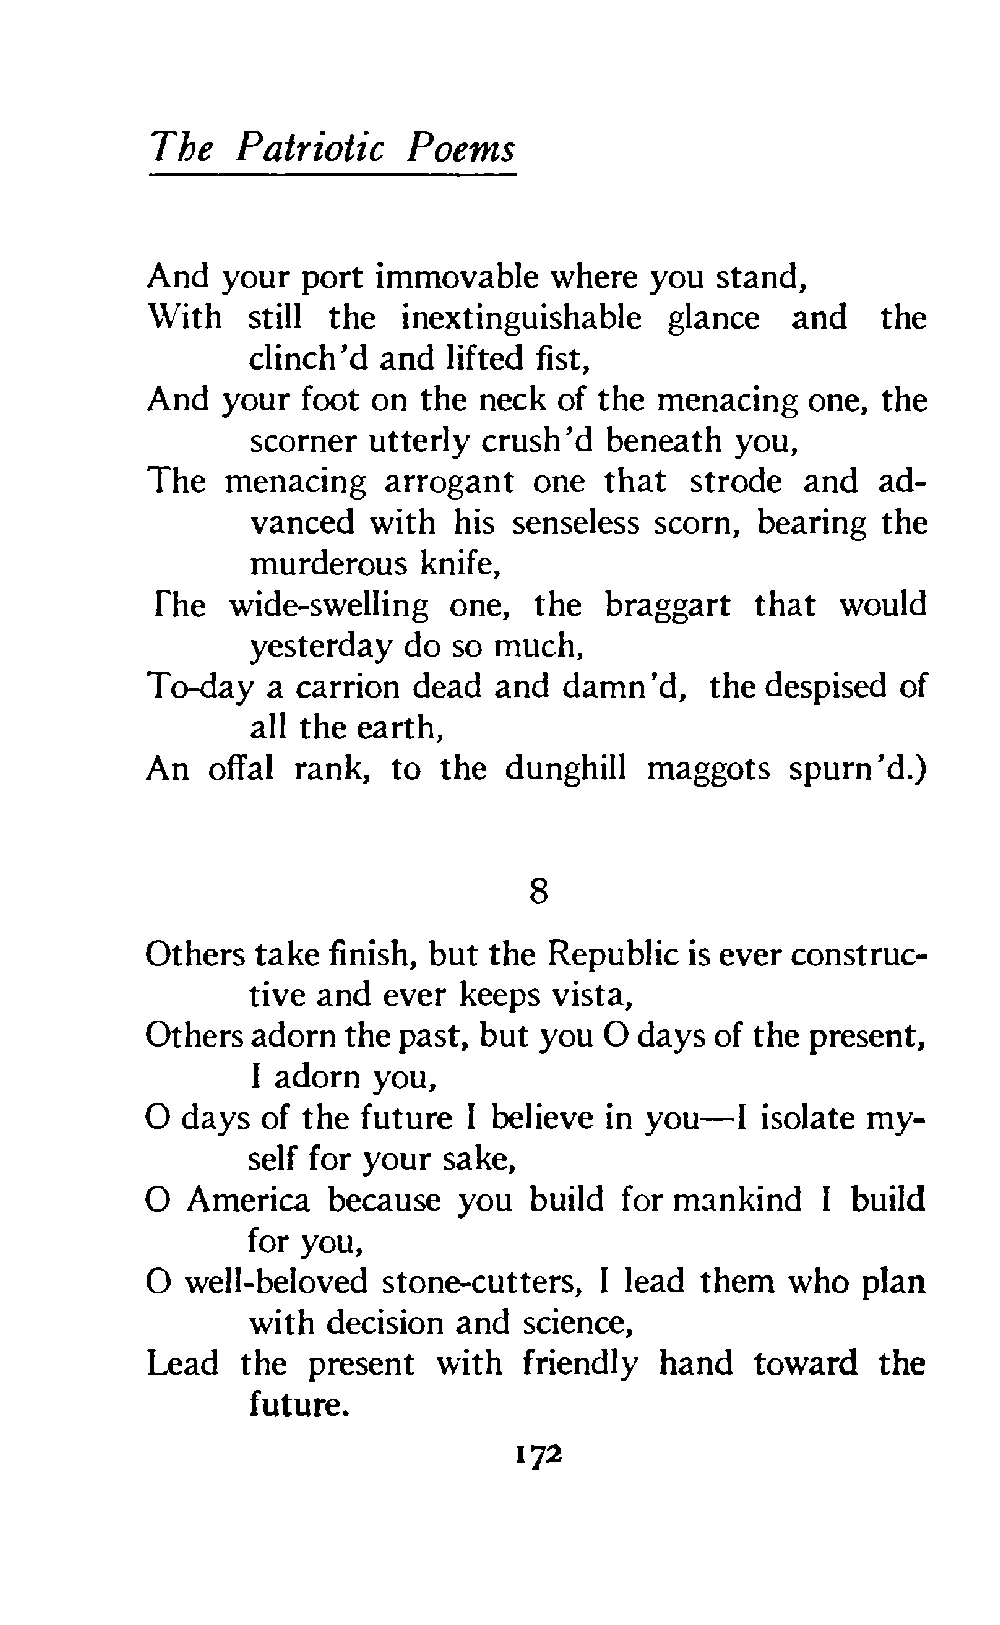 The Patriotic Poems
And your port immovable where you stand,
With still the inextinguishable glance and the
clinch'd and lifted fist,
And your foot on the neck of the menacing one, the
scorner utterly crush'd beneath you,
The menacing arrogant one that strode and ad-
vanced with his senseless scorn, bearing the
murderous knife,
The wide-swelling one, the braggart that would
yesterday do so much,
To-day a carrion dead and damn'd, the despised of
all the earth,
An offal rank, to the dunghill maggots spurn'd.)
8
Others take finish, but the Republic is ever construc-
tive and ever keeps vista,
Others adorn the past, but you O days of the present,
I adorn you,
O days of the future I believe in you—I isolate my-
self for your sake,
O America because you build for mankind I build
for you,
O well-beloved stone-cutters, I lead them who plan
with decision and science,
Lead the present with friendly hand toward the
future.
172